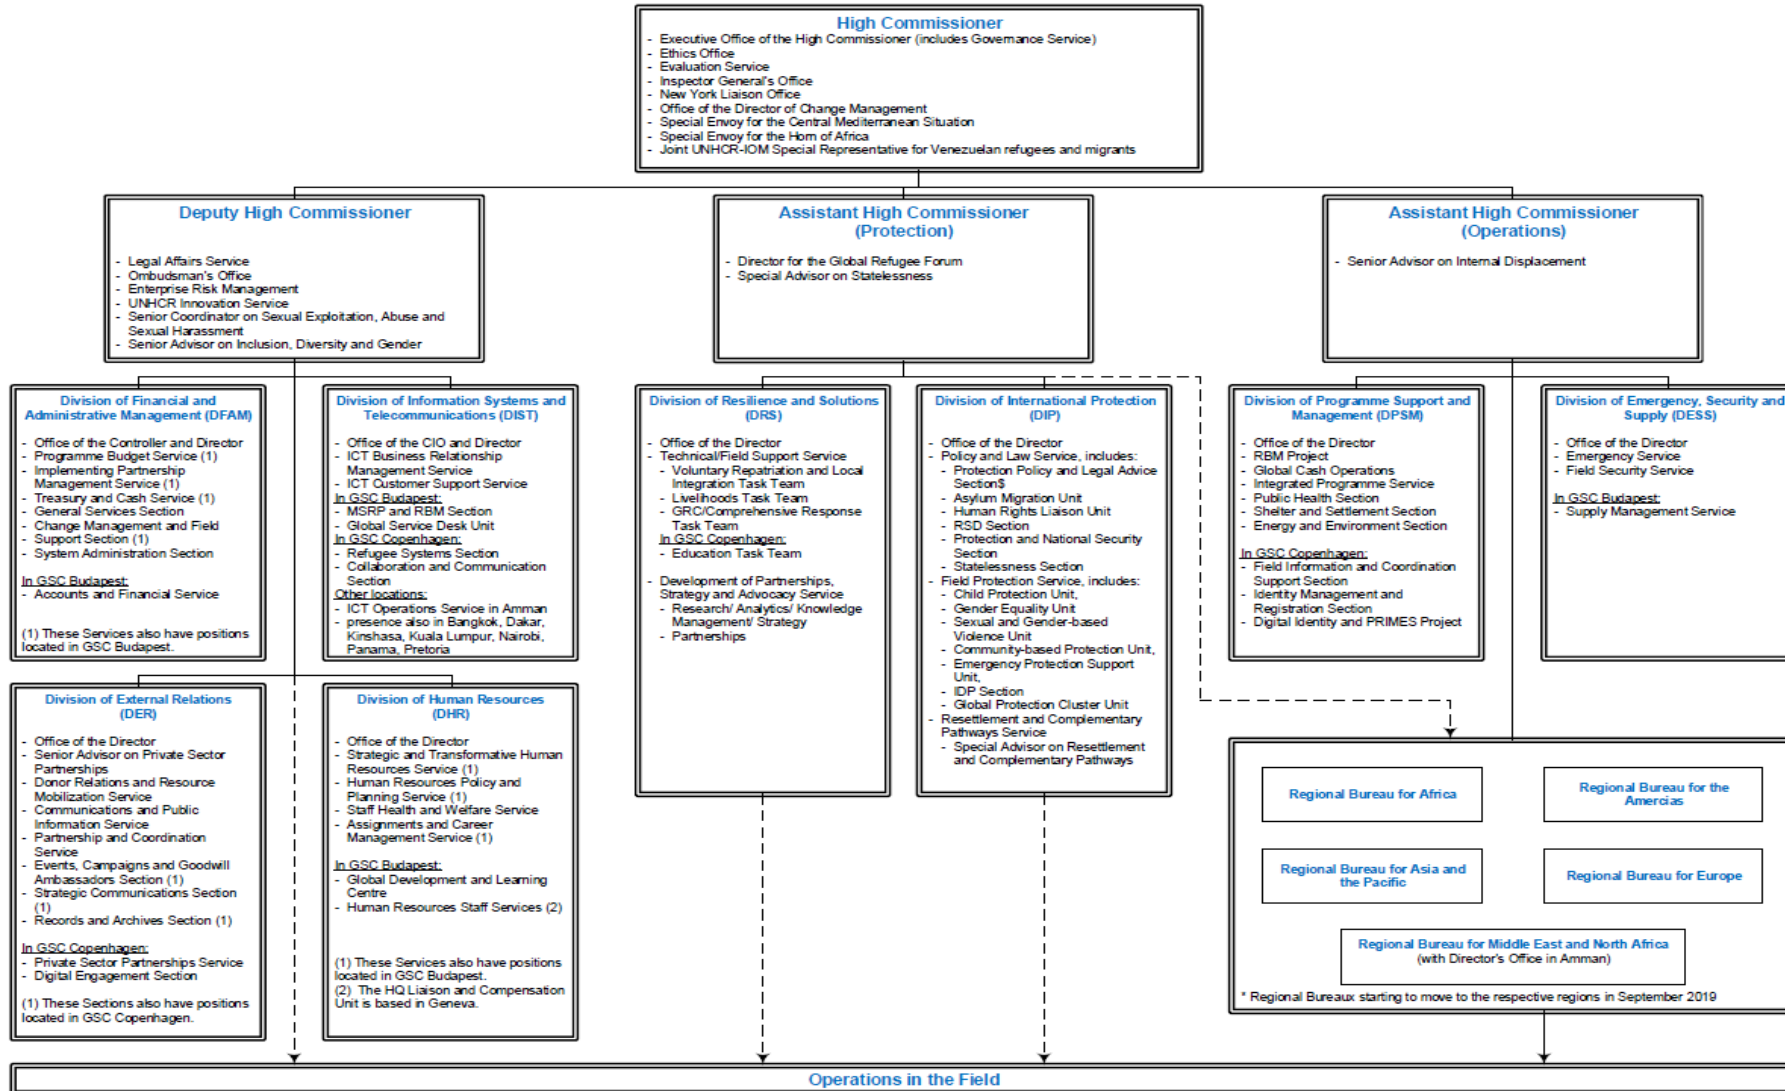 High Commissioner
- Executive Office of the High Commissioner (includes Governance Service)
- Ethics Office
- Evaluation Service
- Inspector General's Office
- New York Liaison Office
- Office of the Director of Change Management
- Special Envoy for the Central Mediterranean Situation
- Special Envoy for the Horn of Africa
- Joint UNHCR-IOM Special Representative for Venezuelan refugees and migrants
Deputy High Commissioner
- Legal Affairs Service
- Ombudsman's Office
- Enterprise Risk Management
- UNHCR Innovation Service
- Senior Coordinator on Sexual Exploitation, Abuse and
Sexual Harassment
- Senior Advisor on Inclusion, Diversity and Gender
Assistant High Commissioner
(Protection)
- Director for the Global Refugee Forum
- Special Advisor on Statelessness
Assistant High Commissioner
(Operations)
- Senior Advisor on Internal Displacement
Division of Financial and
Administrative Management (DFAM)
- Office of the Controller and Director
- Programme Budget Service (1)
- Implementing Partnership
Management Service (1)
- Treasury and Cash Service (1)
- General Services Section
- Change Management and Field
- Support Section (1)
- System Administration Section
In GSC Budapest:
- Accounts and Financial Service
(1) These Services also have positions
located in GSC Budapest.
Division of Information Systems and
Telecommunications (DIST)
- Office of the CIO and Director
- ICT Business Relationship
Management Service
- ICT Customer Support Service
In GSC Budapest:
- MSRP and RBM Section
- Global Service Desk Unit
In GSC Copenhagen:
- Refugee Systems Section
- Collaboration and Communication
Section
Other locations:
- ICT Operations Service in Amman
- presence also in Bangkok, Dakar,
Kinshasa, Kuala Lumpur, Nairobi,
Panama, Pretoria
Division of Resilience and Solutions
(DRS)
- Office of the Director
- Technical/Field Support Service
- Voluntary Repatriation and Local
Integration Task Team
- Livelihoods Task Team
- GRC/Comprehensive Response
Task Team
In GSC Copenhagen:
- Education Task Team
- Development of Partnerships,
Strategy and Advocacy Service
- Research/ Analytics/ Knowledge
Management/ Strategy
- Partnerships
Division of International Protection
(DIP)
- Office of the Director
- Policy and Law Service, includes:
- Protection Policy and Legal Advice
Section$
- Asylum Migration Unit
- Human Rights Liaison Unit
- RSD Section
- Protection and National Security
Section
- Statelessness Section
- Field Protection Service, includes:
- Child Protection Unit,
- Gender Equality Unit
- Sexual and Gender-based
Violence Unit
- Community-based Protection Unit,
- Emergency Protection Support
Unit,
- IDP Section
- Global Protection Cluster Unit
- Resettlement and Complementary
Pathways Service
- Special Advisor on Resettlement
and Complementary Pathways
Division of Programme Support and
Management (DPSM)
- Office of the Director
- RBM Project
- Global Cash Operations
- Integrated Programme Service
- Public Health Section
- Shelter and Settlement Section
- Energy and Environment Section
In GSC Copenhagen:
- Field Information and Coordination
Support Section
- Identity Management and
Registration Section
- Digital Identity and PRIMES Project
Division of Emergency, Security and
Supply (DESS)
- Office of the Director
- Emergency Service
- Field Security Service
In GSC Budapest:
- Supply Management Service
Division of External Relations
(DER)
- Office of the Director
- Senior Advisor on Private Sector
Partnerships
- Donor Relations and Resource
Mobilization Service
- Communications and Public
Information Service
- Partnership and Coordination
Service
- Events, Campaigns and Goodwill
Ambassadors Section (1)
- Strategic Communications Section
(1)
- Records and Archives Section (1)
In GSC Copenhagen:
- Private Sector Partnerships Service
- Digital Engagement Section
(1) These Sections also have positions
located in GSC Copenhagen.
Division of Human Resources
(DHR)
- Office of the Director
- Strategic and Transformative Human
Resources Service (1)
- Human Resources Policy and
Planning Service (1)
- Staff Health and Welfare Service
- Assignments and Career
Management Service (1)
In GSC Budapest:
- Global Development and Learning
Centre
- Human Resources Staff Services (2)
(1) These Services also have positions
located in GSC Budapest.
(2) The HQ Liaison and Compensation
Unit is based in Geneva.
Regional Bureau for Africa
Regional Bureau for the
Amercias
Regional Bureau for Asia and
the Pacific
Regional Bureau for Europe
Regional Bureau for Middle East and North Africa
(with Director's Office in Amman)
* Regional Bureaux starting to move to the respective regions in September 2019
Operations in the Field